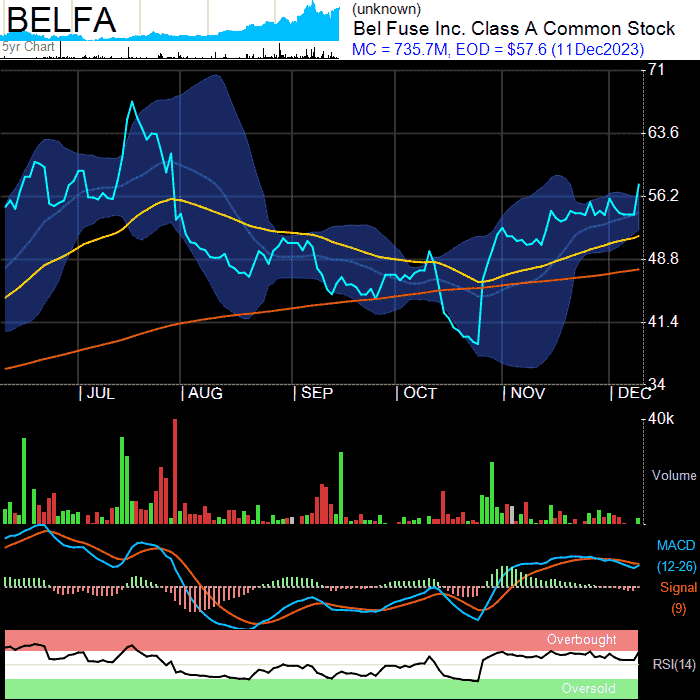 BELFA
5yr Chart
(unknown)
Bel Fuse Inc. Class A Common Stock
MC = 735.7M, EOD = $57.6 (11Dec2023)
71
63.6
56.2
48.8
41.4
34
JUL
AUG
SEP
OCT
NOV
DEC
40k
Volume
MACD
(12-26)
Signal
(9)
Overbought
RSI(14)
Oversold